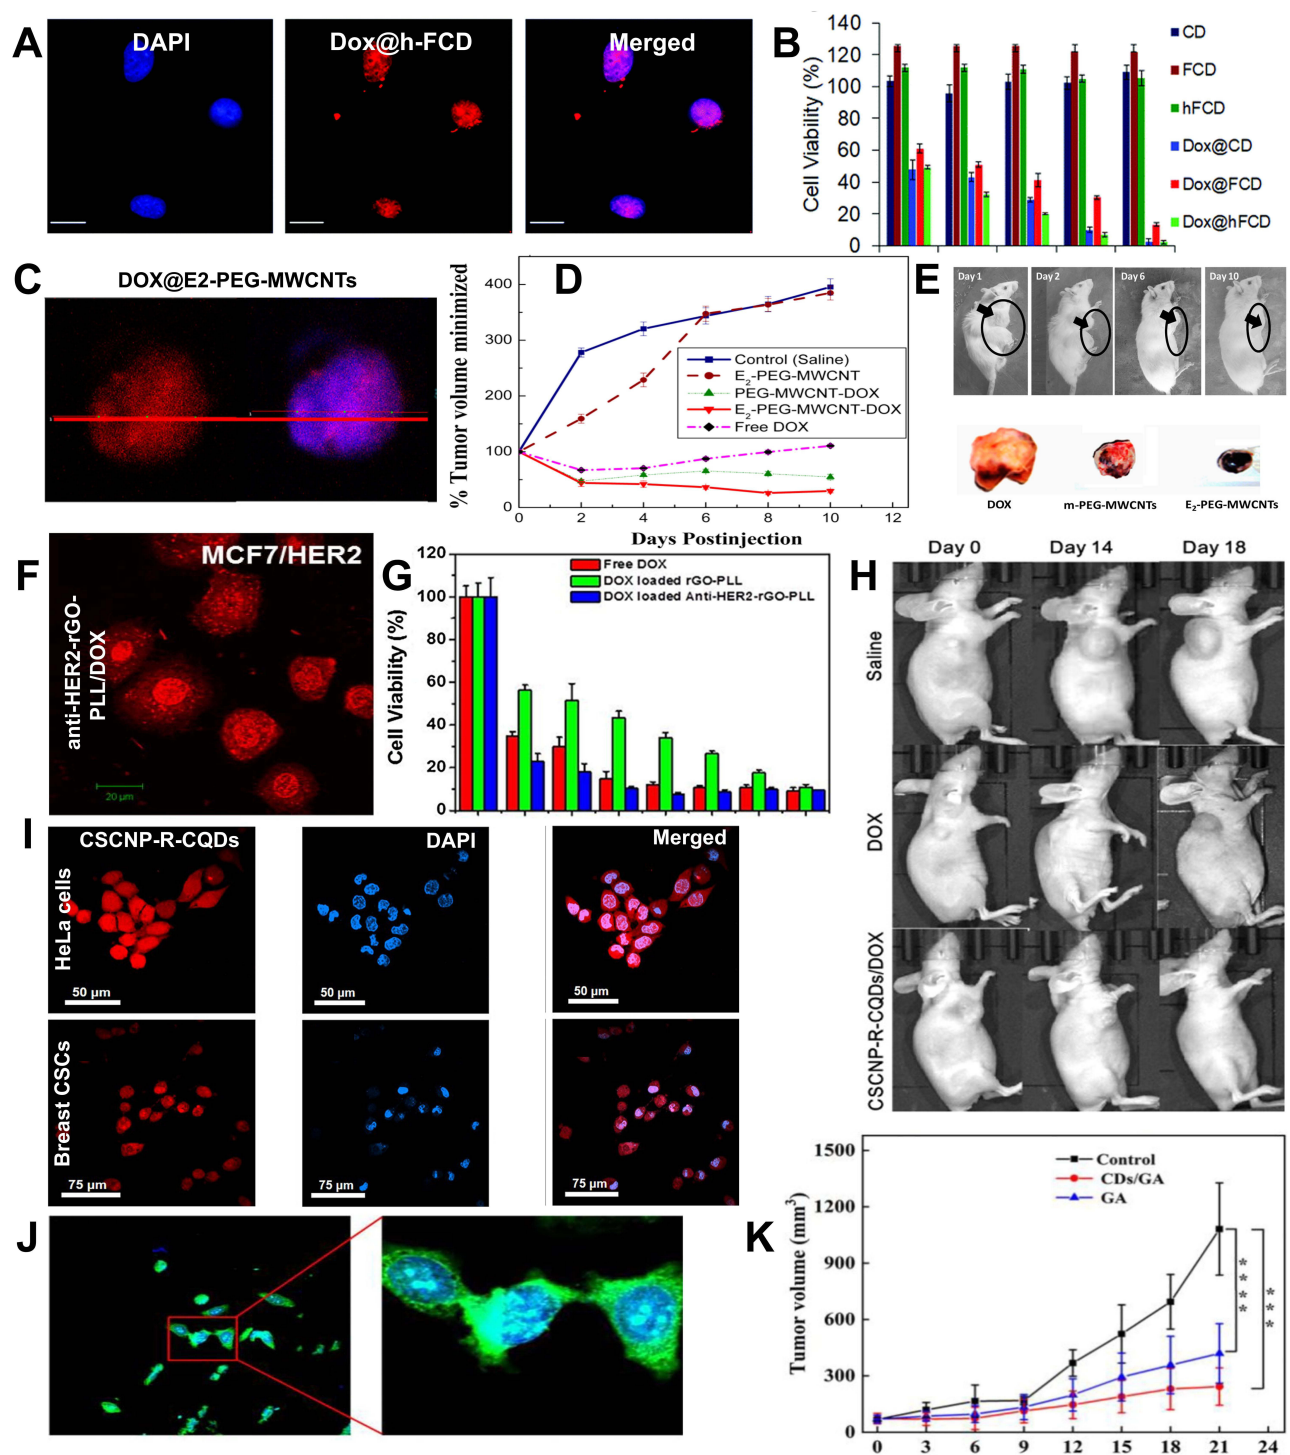 A
DAPI
Dox@h-FCD
Merged
B
Cell Viability (%)
140
120
100
80
60
40
20
0
CD
FCD
hFCD
Dox@CD
Dox@FCD
Dox@hFCD
C
DOX@E2-PEG-MWCNTs
D
% Tumor volume minimized
400
300
200
100
0
Control (Saline)
E2-PEG-MWCNT
PEG-MWCNT-DOX
E2-PEG-MWCNT-DOX
Free DOX
0 2 4 6 8 10 12
Days Postinjection
E
Day 1
Day 2
Day 6
Day 10
DOX
m-PEG-MWCNTs
E2-PEG-MWCNTs
F
MCF7/HER2
anti-HER2-rGO-
PLL/DOX
20 µm
G
Cell Viability (%)
120
100
80
60
40
20
0
Free DOX
DOX loaded rGO-PLL
DOX loaded Anti-HER2-rGO-PLL
H
Day 0
Day 14
Day 18
Saline
DOX
CSCNP-R-CQDs/DOX
I
CSCNP-R-CQDs
DAPI
Merged
HeLa cells
50 µm
50 µm
50 µm
Breast CSCs
75 µm
75 µm
75 µm
J
K
Tumor volume (mm3)
1500
1200
900
600
300
0
Control
CDs/GA
GA
****
***
0 3 6 9 12 15 18 21 24